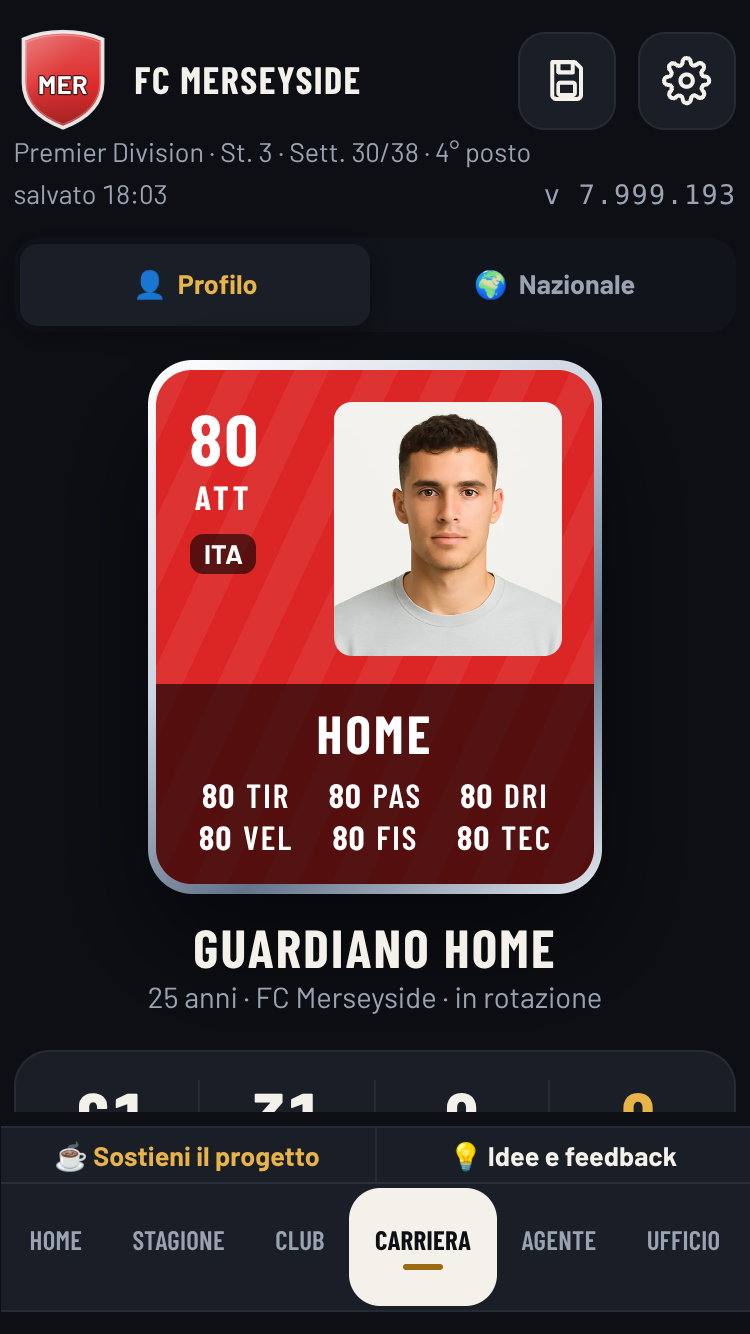 MER
FC MERSEYSIDE
Premier Division · St. 3 · Sett. 30/38 · 4° posto
salvato 18:03
v 7.999.193
Profilo
Nazionale
80
ATT
ITA
HOME
80 TIR 80 PAS 80 DRI
80 VEL 80 FIS 80 TEC
GUARDIANO HOME
25 anni · FC Merseyside · in rotazione
Sostieni il progetto
Idee e feedback
HOME STAGIONE CLUB CARRIERA AGENTE UFFICIO